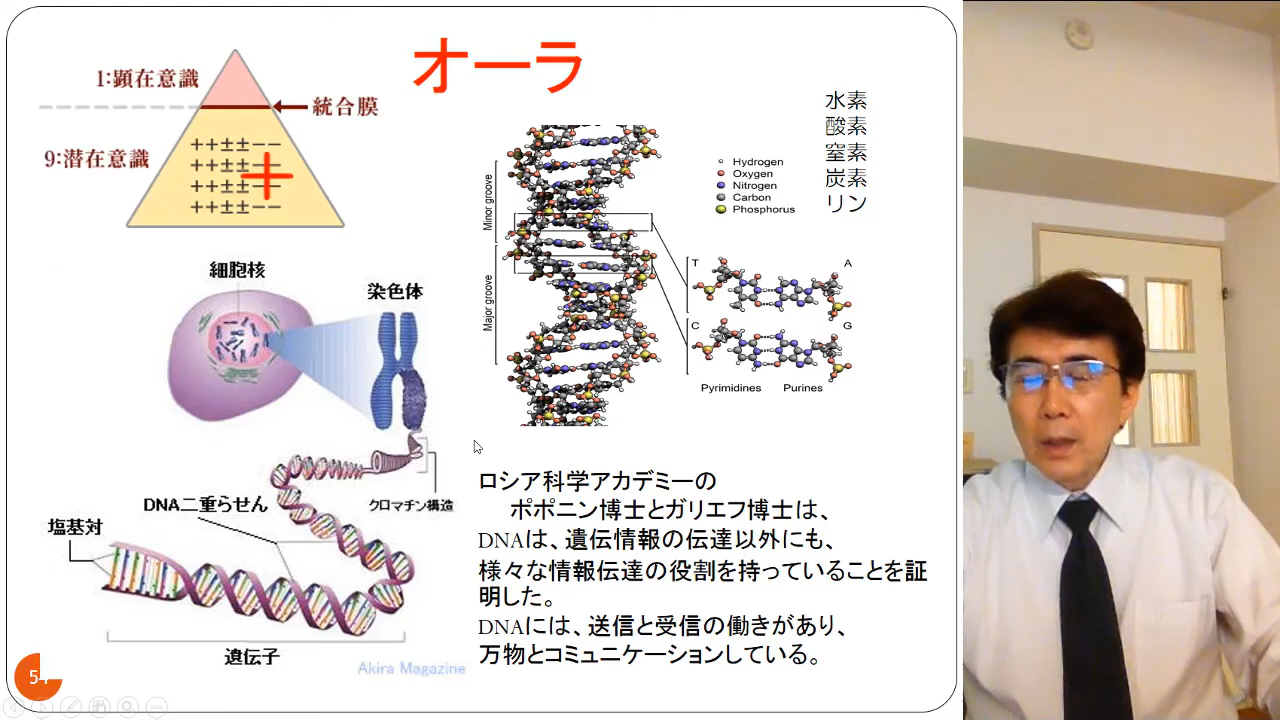 オーラ
1:顕在意識
統合膜
9:潜在意識
++±±−−
++±±−−
++±±−−
++±±−−
水素
酸素
窒素
炭素
リン
Hydrogen
Oxygen
Nitrogen
Carbon
Phosphorus
Minor groove
Major groove
T
A
C
G
Pyrimidines
Purines
細胞核
染色体
クロマチン構造
DNA二重らせん
塩基対
遺伝子
Akira Magazine
ロシア科学アカデミーの
ポポニン博士とガリエフ博士は、
DNAは、遺伝情報の伝達以外にも、
様々な情報伝達の役割を持っていることを証
明した。
DNAには、送信と受信の働きがあり、
万物とコミュニケーションしている。
54